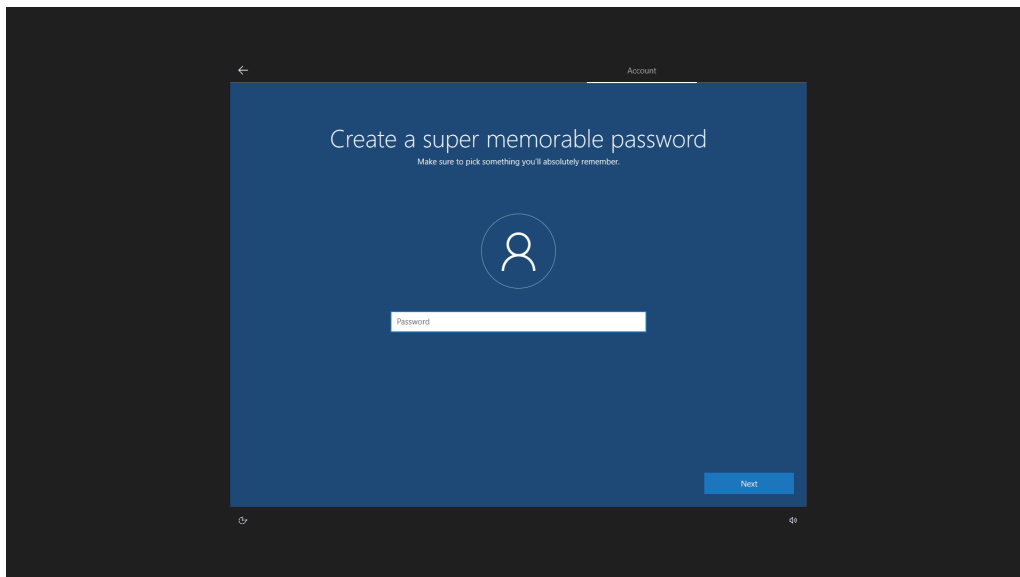 Account
Create a super memorable password
Make sure to pick something you'll absolutely remember.
Password
Next